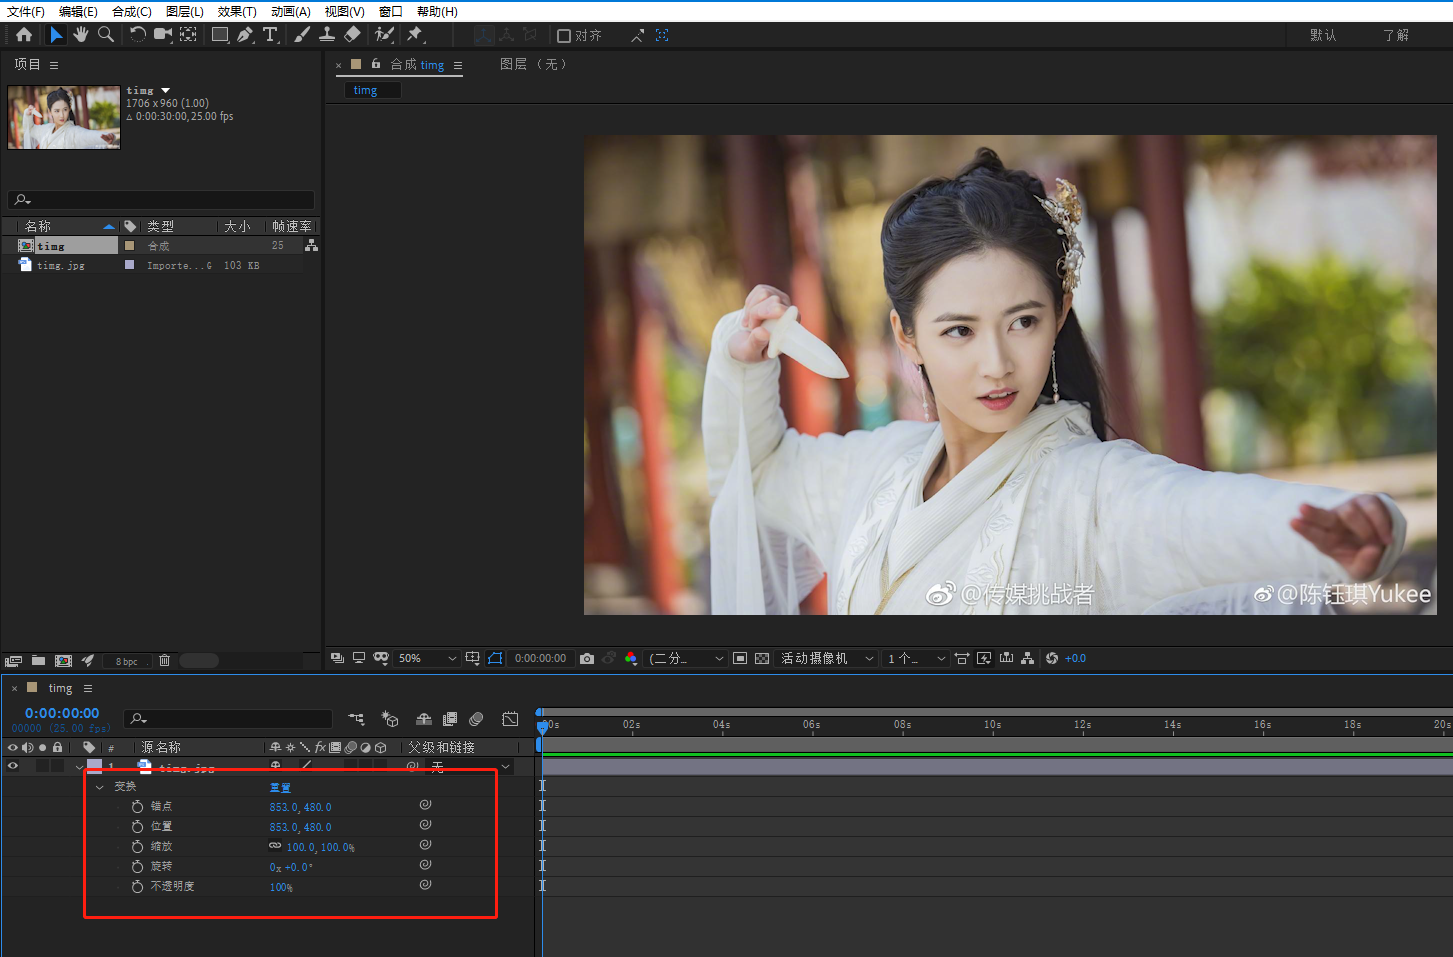 文件(F) 编辑(E) 合成(C) 图层(L) 效果(T) 动画(A) 视图(V) 窗口 帮助(H)
对齐 默认 了解
项目
合成 timg 图层 (无)
timg
timg
1706 x 960 (1.00)
△ 0:00:30:00, 25.00 fps
名称 类型 大小 帧速率
timg 合成 25
timg.jpg Importe...G 103 KB
@传媒挑战者 @陈钰琪Yukee
8 bpc
50% 0:00:00:00 (二分... 活动摄像机 1 个... +0.0
timg
0:00:00:00
00000 (25.00 fps)
:00s 02s 04s 06s 08s 10s 12s 14s 16s 18s 20s
# 源名称 fx 父级和链接
1 timg.jpg 无
变换 重置
锚点 853.0, 480.0
位置 853.0, 480.0
缩放 100.0, 100.0%
旋转 0x +0.0°
不透明度 100%